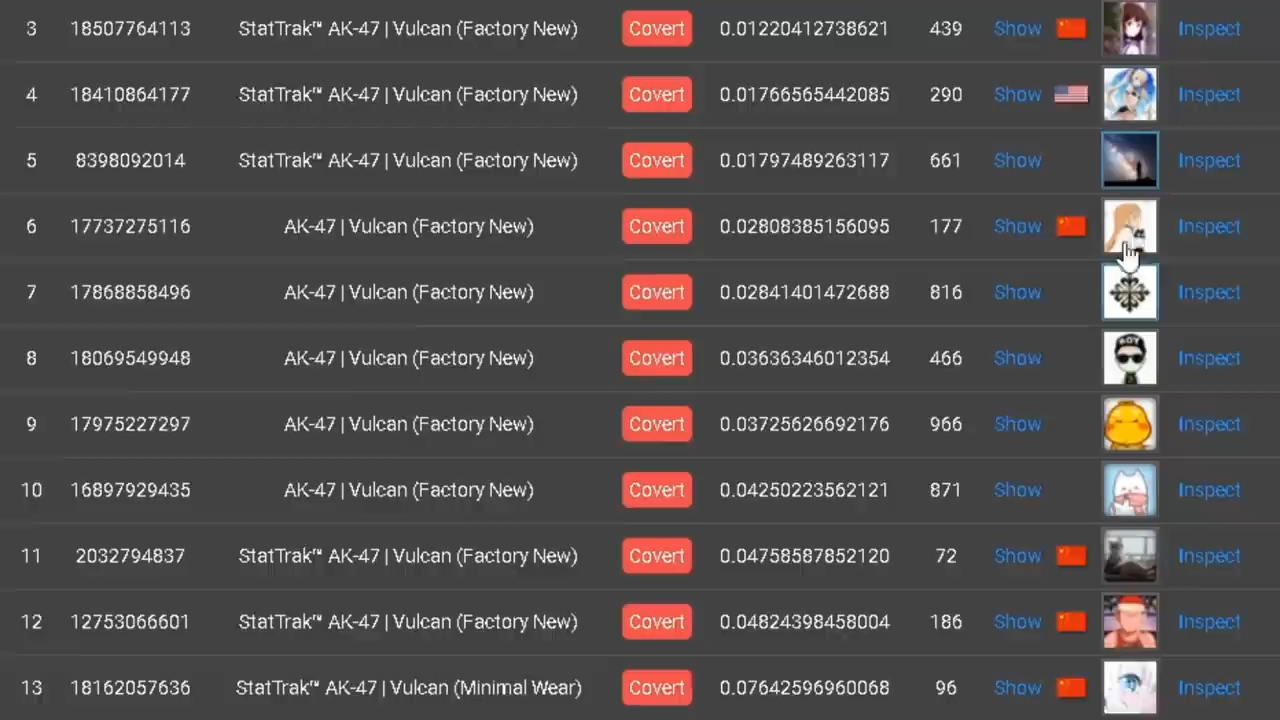 3 18507764113 StatTrak™ AK-47 | Vulcan (Factory New) Covert 0.01220412738621 439 Show Inspect
4 18410864177 StatTrak™ AK-47 | Vulcan (Factory New) Covert 0.01766565442085 290 Show Inspect
5 8398092014 StatTrak™ AK-47 | Vulcan (Factory New) Covert 0.01797489263117 661 Show Inspect
6 17737275116 AK-47 | Vulcan (Factory New) Covert 0.02808385156095 177 Show Inspect
7 17868858496 AK-47 | Vulcan (Factory New) Covert 0.02841401472688 816 Show Inspect
8 18069549948 AK-47 | Vulcan (Factory New) Covert 0.03636346012354 466 Show Inspect
9 17975227297 AK-47 | Vulcan (Factory New) Covert 0.03725626692176 966 Show Inspect
10 16897929435 AK-47 | Vulcan (Factory New) Covert 0.04250223562121 871 Show Inspect
11 2032794837 StatTrak™ AK-47 | Vulcan (Factory New) Covert 0.04758587852120 72 Show Inspect
12 12753066601 StatTrak™ AK-47 | Vulcan (Factory New) Covert 0.04824398458004 186 Show Inspect
13 18162057636 StatTrak™ AK-47 | Vulcan (Minimal Wear) Covert 0.07642596960068 96 Show Inspect